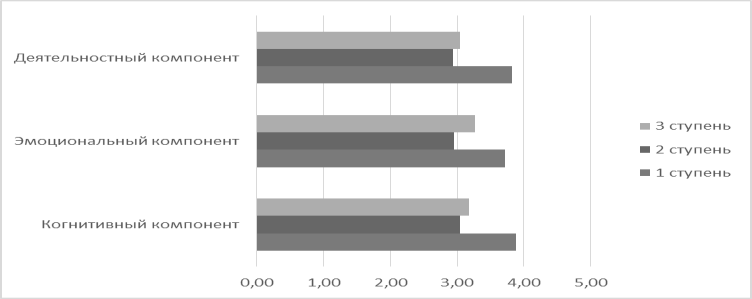 Деятельностный компонент
Эмоциональный компонент
Когнитивный компонент
0,00 1,00 2,00 3,00 4,00 5,00
3 ступень
2 ступень
1 ступень